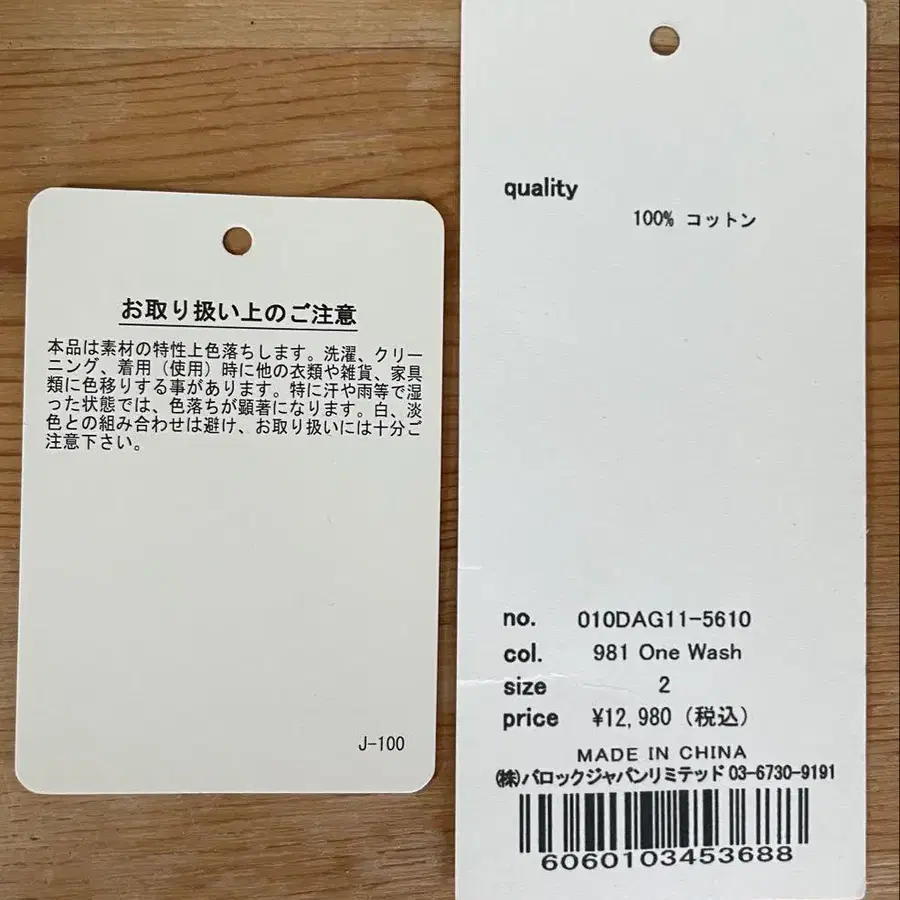 お取り扱い上のご注意
本品は素材の特性上色落ちします。洗濯、クリー
ニング、着用（使用）時に他の衣類や雑貨、家具
類に色移りする事があります。特に汗や雨等で湿
った状態では、色落ちが顕著になります。白、淡
色との組み合わせは避け、お取り扱いには十分ご
注意下さい。
J-100
quality
100% コットン
no. 010DAG11-5610
col. 981 One Wash
size 2
price ¥12,980（税込）
MADE IN CHINA
㈱バロックジャパンリミテッド 03-6730-9191
6060103453688